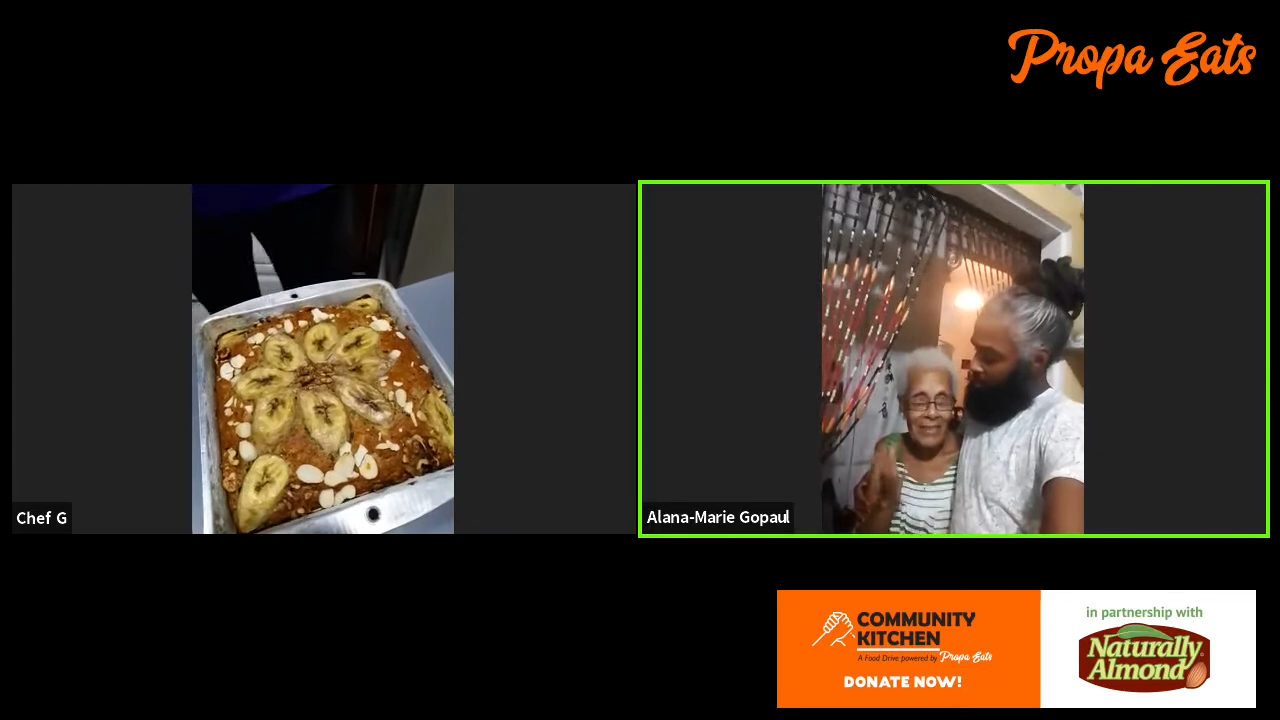 Propa Eats
Chef G
Alana-Marie Gopaul
COMMUNITY
KITCHEN
A Food Drive powered by Propa Eats
DONATE NOW!
in partnership with
Naturally
Almond